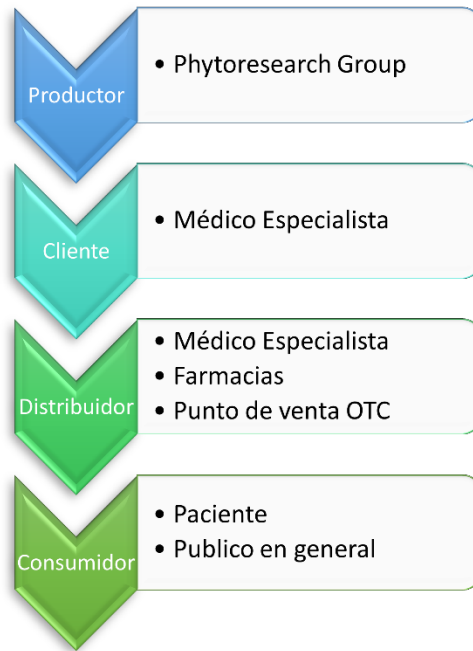 Productor
• Phytoresearch Group
Cliente
• Médico Especialista
Distribuidor
• Médico Especialista
• Farmacias
• Punto de venta OTC
Consumidor
• Paciente
• Publico en general